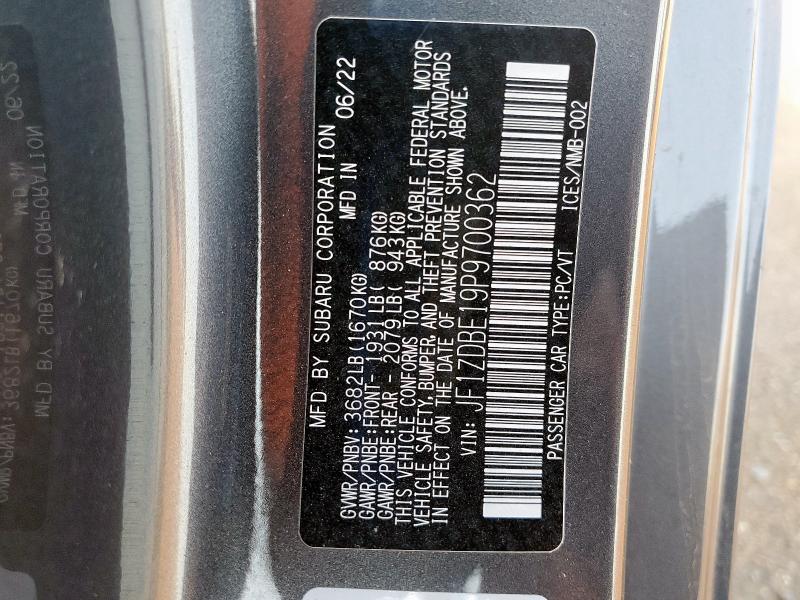 MFD BY SUBARU CORPORATION 06/22
MFD IN
GVWR/PNBV: 3682LB(1670KG)
GAWR/PNBE:FRONT- 1931LB( 876KG)
GAWR/PNBE:REAR - 2079LB( 943KG)
THIS VEHICLE CONFORMS TO ALL APPLICABLE FEDERAL MOTOR
VEHICLE SAFETY,BUMPER, AND THEFT PREVENTION STANDARDS
IN EFFECT ON THE DATE OF MANUFACTURE SHOWN ABOVE.
VIN: JF1ZDBE19P9700362
PASSENGER CAR TYPE:PC/VT ICES/NMB-002